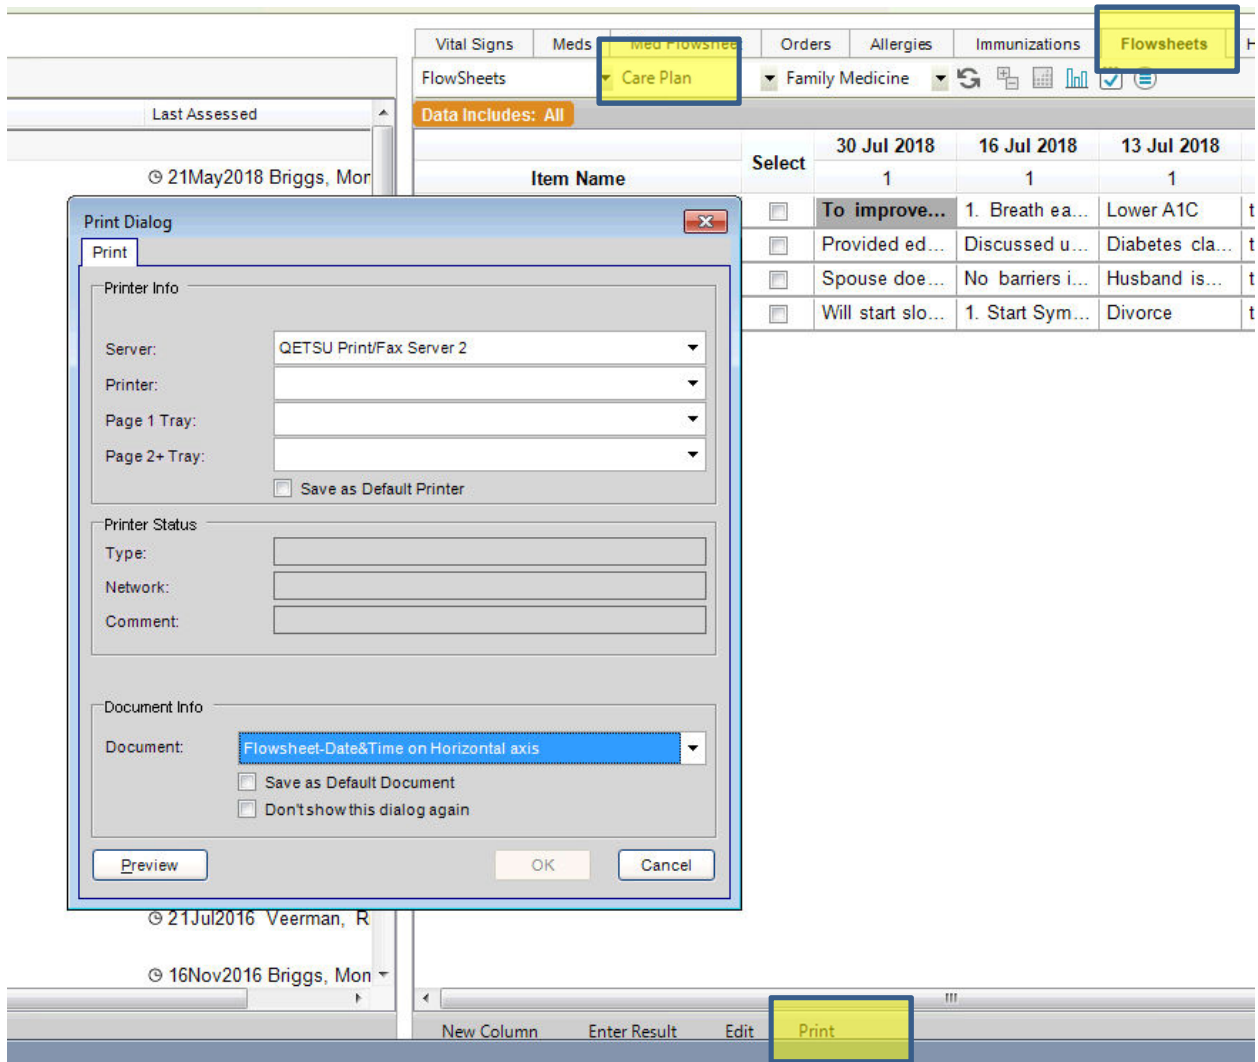 Vital Signs Meds Med Flowsheet Orders Allergies Immunizations Flowsheets H
FlowSheets Care Plan Family Medicine
Last Assessed
Data Includes: All
Item Name Select 30 Jul 2018 16 Jul 2018 13 Jul 2018
1 1 1
21May2018 Briggs, Mor
To improve... 1. Breath ea... Lower A1C t
Provided ed... Discussed u... Diabetes cla... t
Spouse doe... No barriers i... Husband is... t
Will start slo... 1. Start Sym... Divorce t
Print Dialog
Print
Printer Info
Server: QETSU Print/Fax Server 2
Printer:
Page 1 Tray:
Page 2+ Tray:
Save as Default Printer
Printer Status
Type:
Network:
Comment:
Document Info
Document: Flowsheet-Date&Time on Horizontal axis
Save as Default Document
Don't show this dialog again
Preview OK Cancel
21Jul2016 Veerman, R
16Nov2016 Briggs, Mon
New Column Enter Result Edit Print